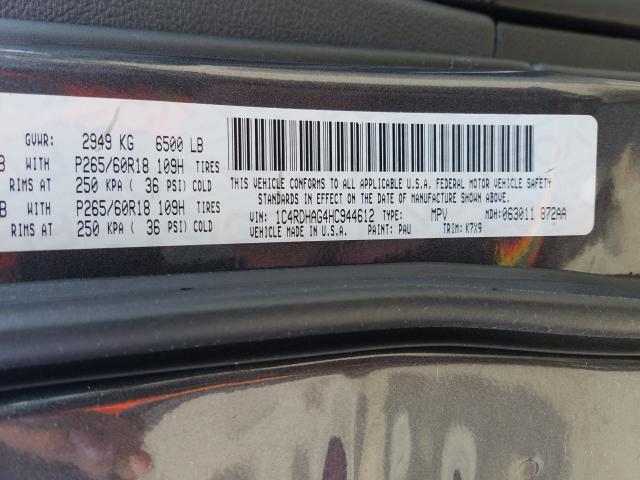 GVWR: 2949 KG 6500 LB
B WITH P265/60R18 109H TIRES
RIMS AT 250 KPA ( 36 PSI) COLD
B WITH P265/60R18 109H TIRES
RIMS AT 250 KPA ( 36 PSI) COLD
THIS VEHICLE CONFORMS TO ALL APPLICABLE U.S.A. FEDERAL MOTOR VEHICLE SAFETY
STANDARDS IN EFFECT ON THE DATE OF MANUFACTURE SHOWN ABOVE.
VIN: 1C4RDHAG4HC944612 TYPE: MPV MDH: 063011 872AA
VEHICLE MADE IN U.S.A. PAINT: PAU TRIM: K7X9